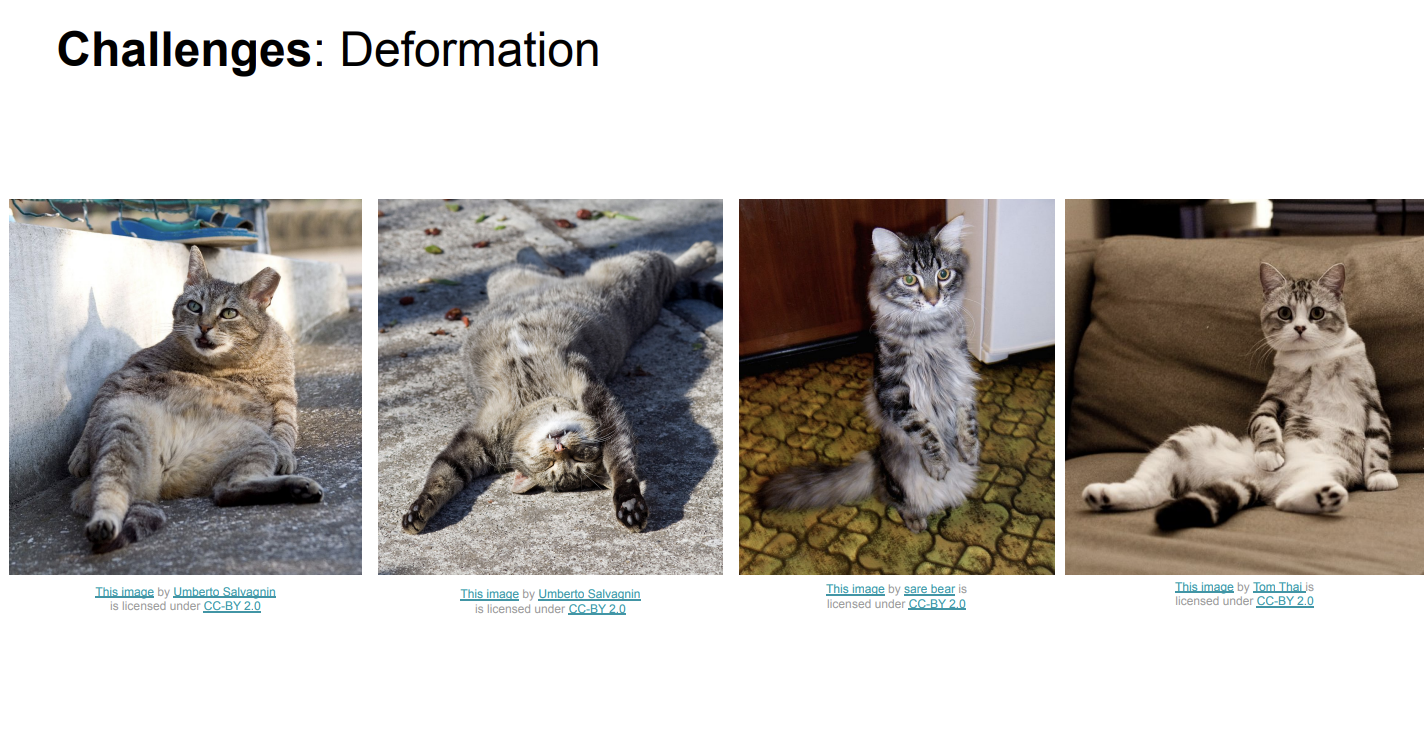 Challenges: Deformation
This image by Umberto Salvagnin
is licensed under CC-BY 2.0
This image by Umberto Salvagnin
is licensed under CC-BY 2.0
This image by sare bear is
licensed under CC-BY 2.0
This image by Tom Thai is
licensed under CC-BY 2.0